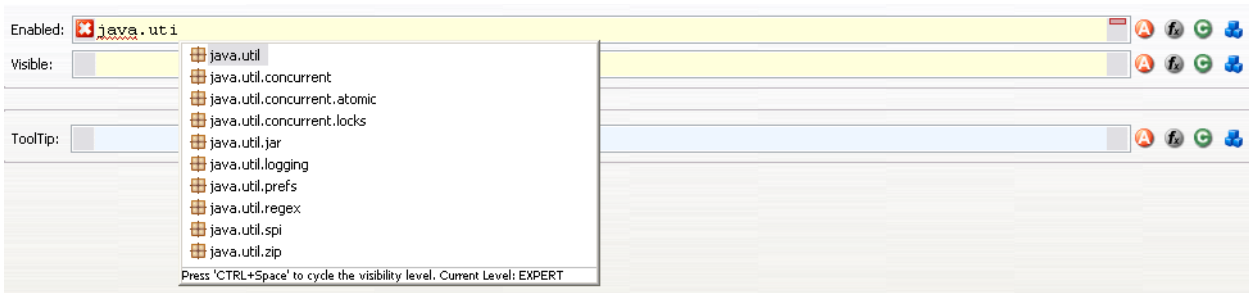 Enabled: java.uti
java.util
Visible:
java.util.concurrent
java.util.concurrent.atomic
java.util.concurrent.locks
ToolTip:
java.util.jar
java.util.logging
java.util.prefs
java.util.regex
java.util.spi
java.util.zip
Press 'CTRL+Space' to cycle the visibility level. Current Level: EXPERT